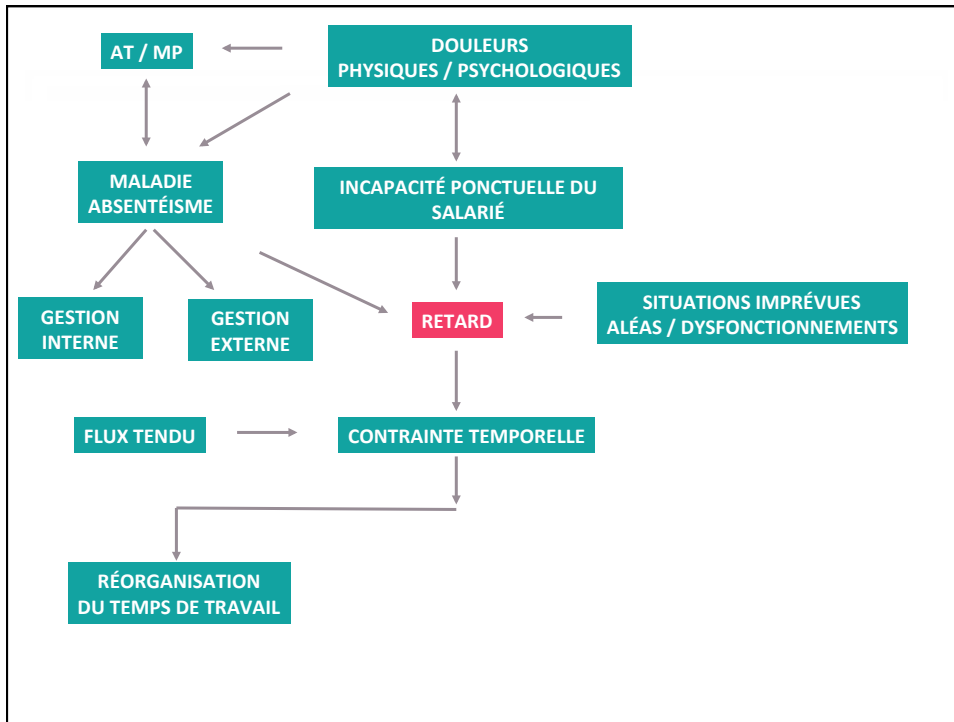 AT / MP
DOULEURS
PHYSIQUES / PSYCHOLOGIQUES
MALADIE
ABSENTÉISME
INCAPACITÉ PONCTUELLE DU
SALARIÉ
GESTION
INTERNE
GESTION
EXTERNE
RETARD
SITUATIONS IMPRÉVUES
ALÉAS / DYSFONCTIONNEMENTS
FLUX TENDU
CONTRAINTE TEMPORELLE
RÉORGANISATION
DU TEMPS DE TRAVAIL